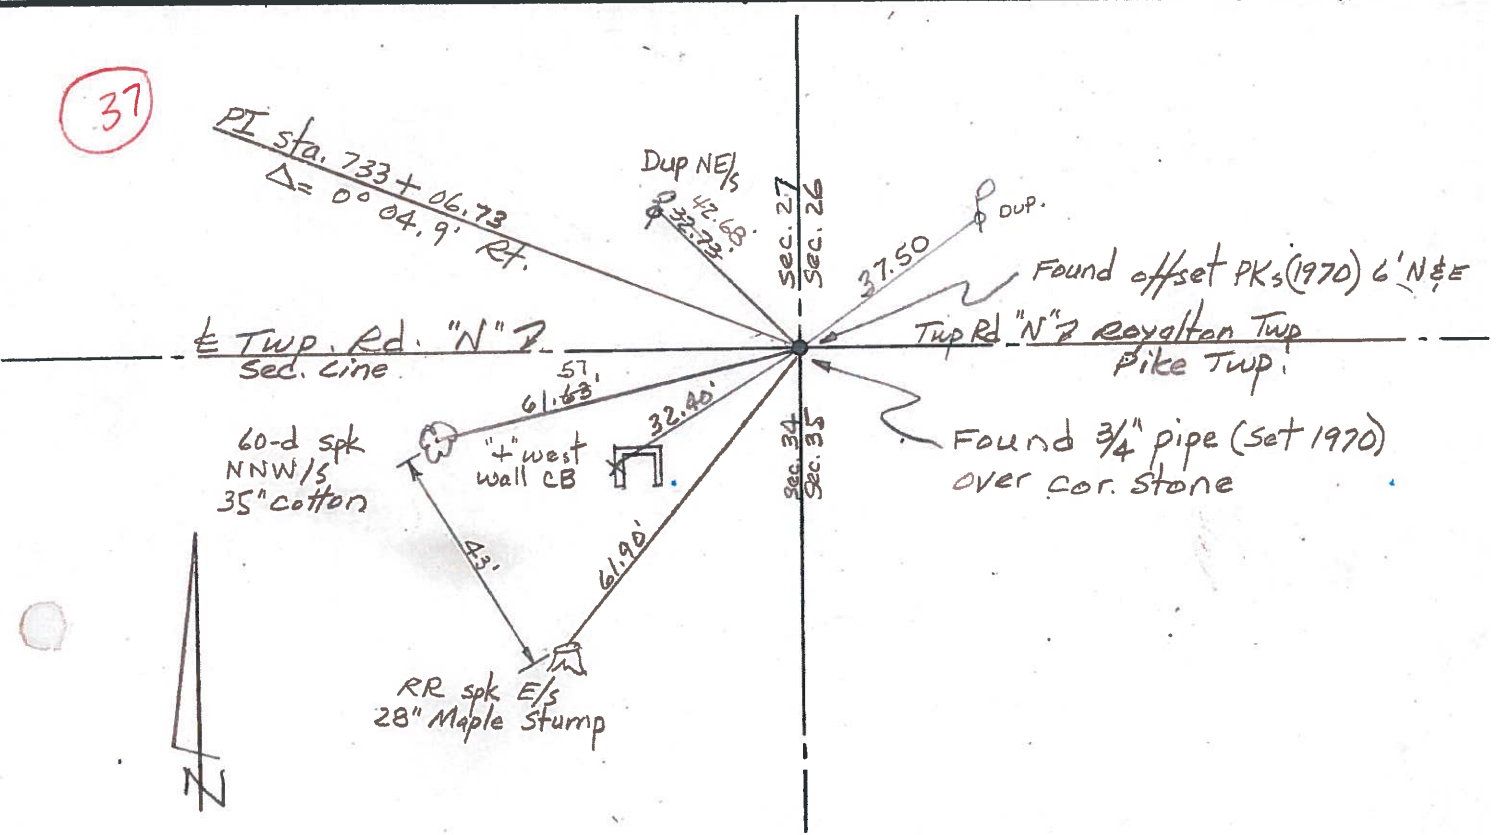 37
PI sta. 733 + 06.73
Δ= 0° 04.9' Rt.
Dup NE/s
42.68'
32.73'
Sec. 27
Sec. 26
DUP.
37.50
Found offset PKs (1970) 6' N & E
℄ Twp. Rd. "N"
Sec. Line
Twp Rd "N" Royalton Twp
Pike Twp.
57
61.63'
32.40'
60-d spk
NNW/s
35" Cotton
"+" west
wall CB
Sec. 34
Sec. 35
Found 3/4" pipe (Set 1970)
over cor. Stone
43'
61.90'
RR spk E/s
28" Maple Stump
N